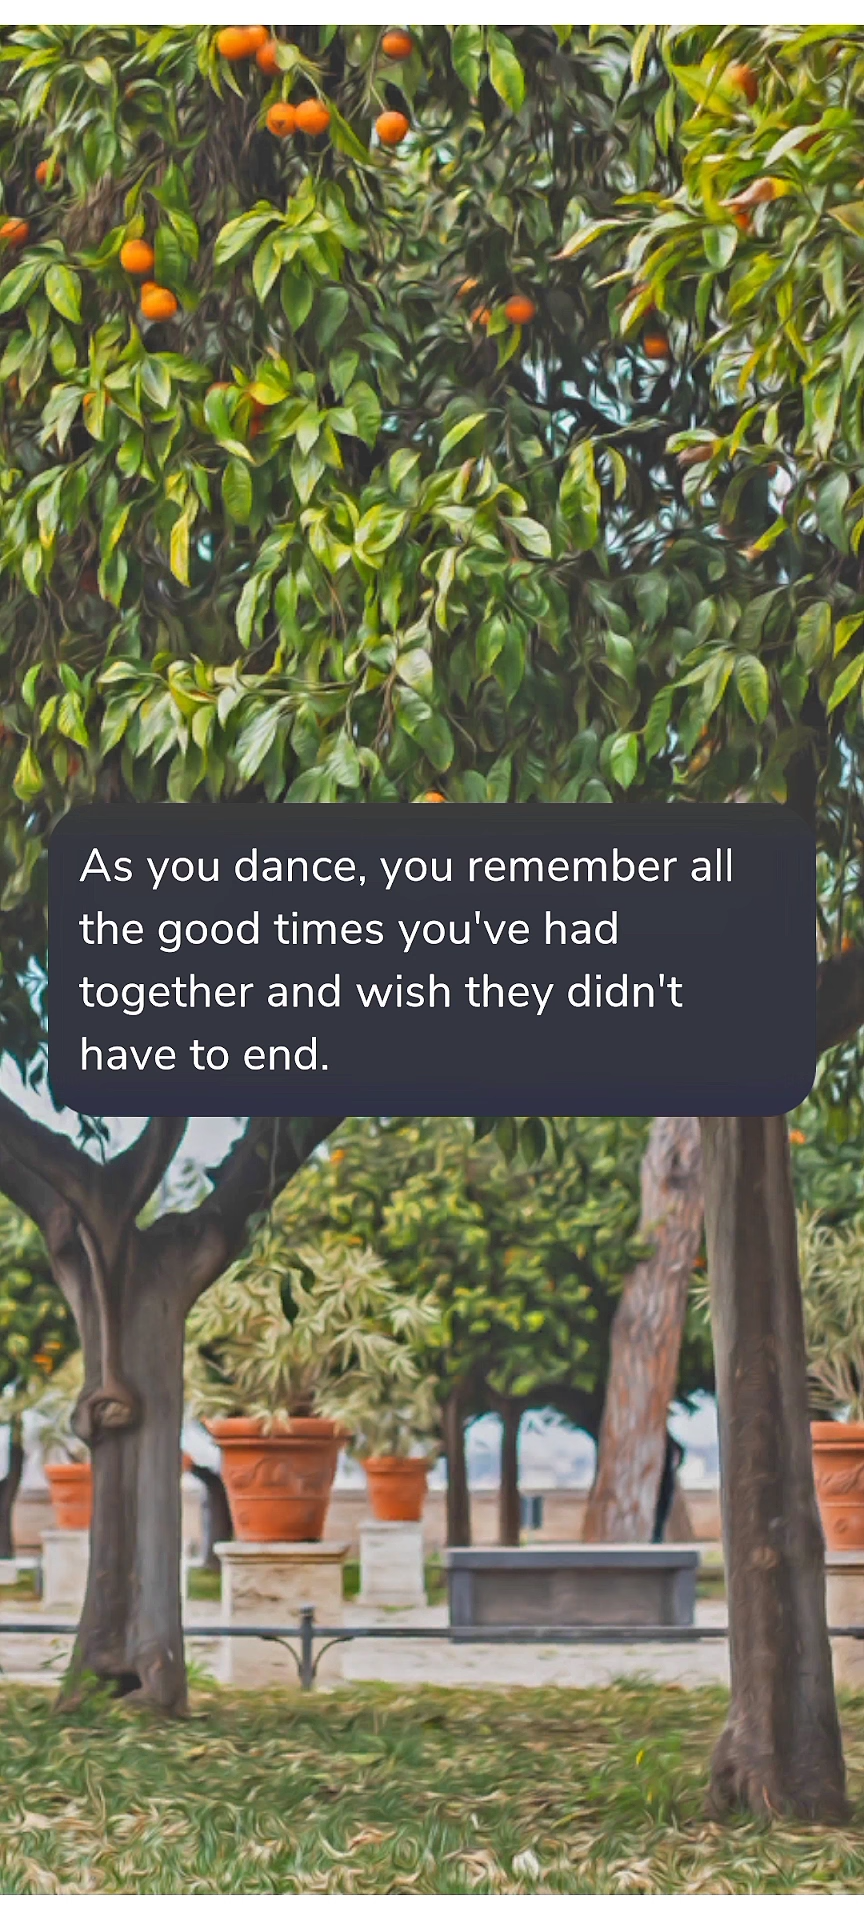 As you dance, you remember all
the good times you've had
together and wish they didn't
have to end.